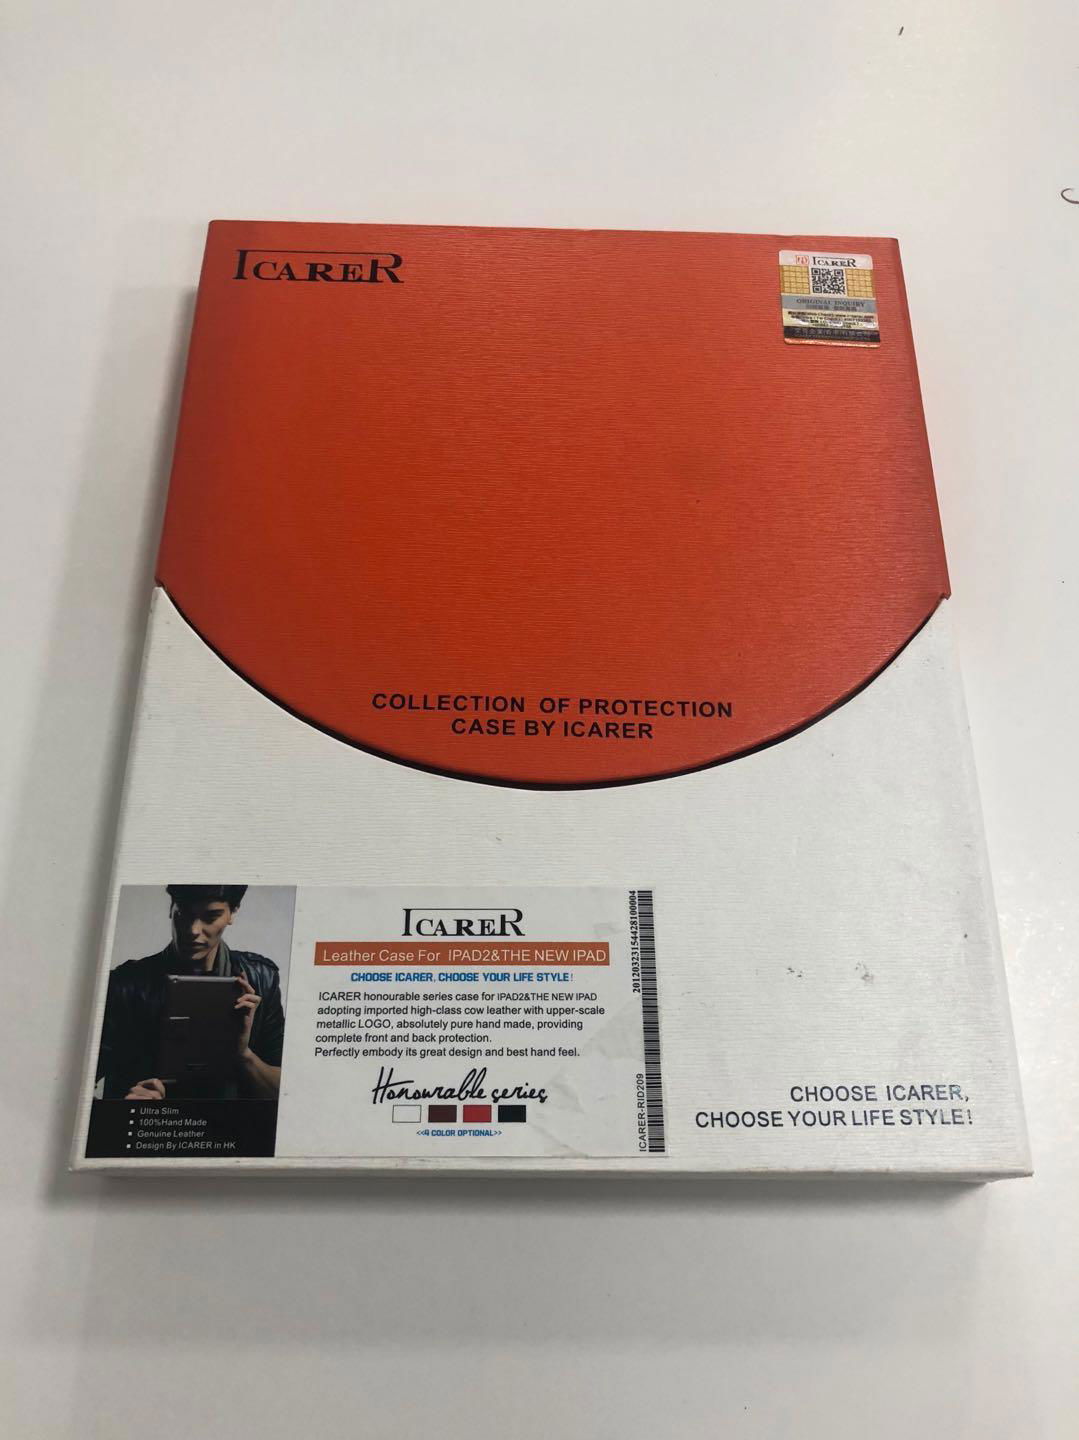 ICARER
ICARER
ORIGINAL INQUIRY
COLLECTION OF PROTECTION
CASE BY ICARER
ICARER
Leather Case For IPAD2&THE NEW IPAD
CHOOSE ICARER, CHOOSE YOUR LIFE STYLE!
ICARER honourable series case for IPAD2&THE NEW IPAD
adopting imported high-class cow leather with upper-scale
metallic LOGO, absolutely pure hand made, providing
complete front and back protection.
Perfectly embody its great design and best hand feel.
Honourable series
<<4 COLOR OPTIONAL>>
Ultra Slim
100%Hand Made
Genuine Leather
Design By ICARER in HK
ICARER-RID209
20120323154428100004
CHOOSE ICARER,
CHOOSE YOUR LIFE STYLE!